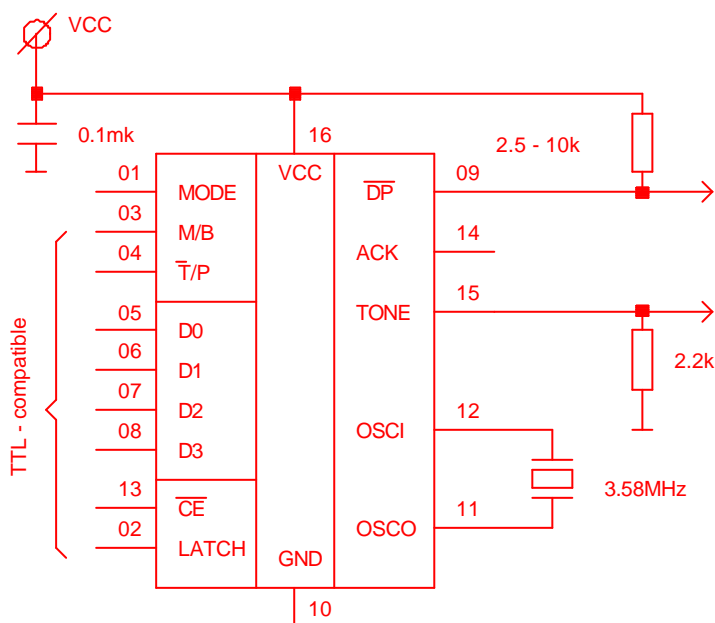 VCC
0.1mk
16
2.5 - 10k
01
VCC
09
MODE
D̅P̅
03
M/B
14
04
ACK
T̅/P
15
05
TONE
D0
06
2.2k
D1
07
12
D2
08
OSCI
D3
TTL - compatible
13
3.58MHz
C̅E̅
11
02
OSCO
LATCH
GND
10